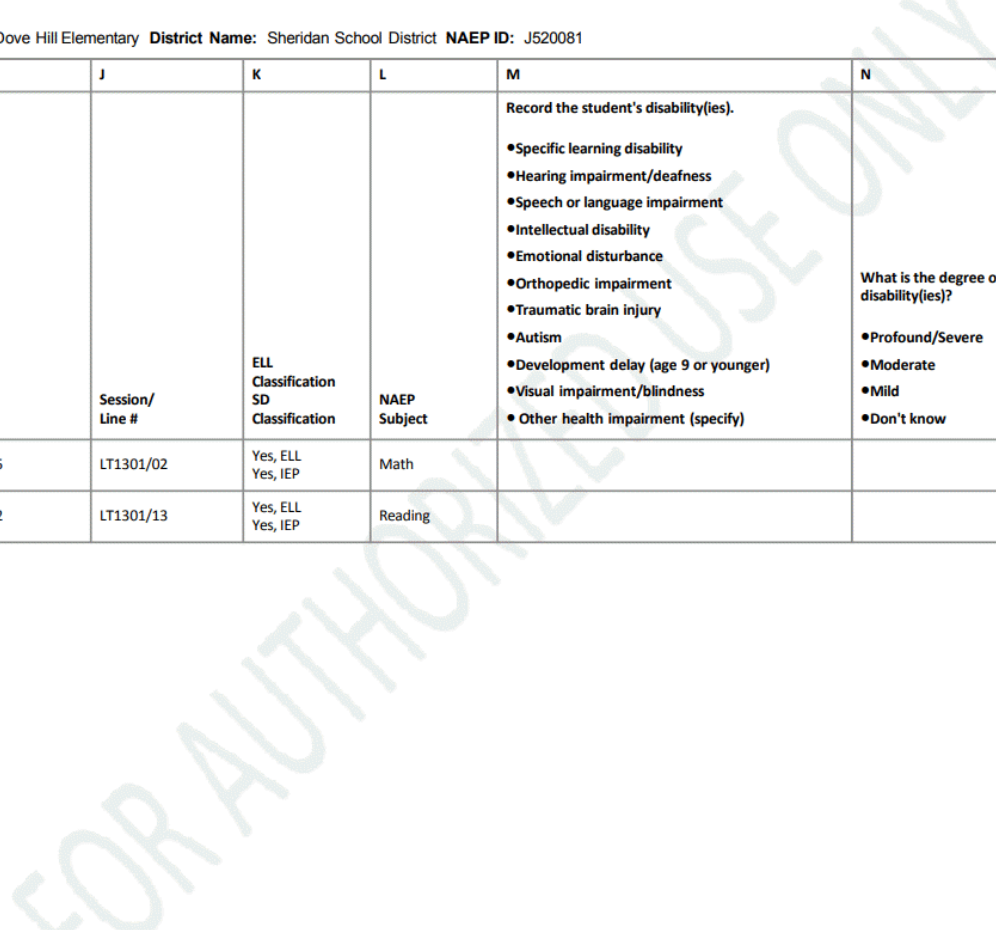 Dove Hill Elementary District Name: Sheridan School District NAEP ID: J520081
J K L M N
Record the student's disability(ies).
●Specific learning disability
●Hearing impairment/deafness
●Speech or language impairment
●Intellectual disability
●Emotional disturbance
●Orthopedic impairment
●Traumatic brain injury
●Autism
●Development delay (age 9 or younger)
●Visual impairment/blindness
● Other health impairment (specify)
What is the degree o
disability(ies)?
●Profound/Severe
●Moderate
●Mild
●Don't know
Session/
Line #
ELL
Classification
SD
Classification
NAEP
Subject
LT1301/02
Yes, ELL
Yes, IEP
Math
2
LT1301/13
Yes, ELL
Yes, IEP
Reading
FOR AUTHORIZED USE ONLY